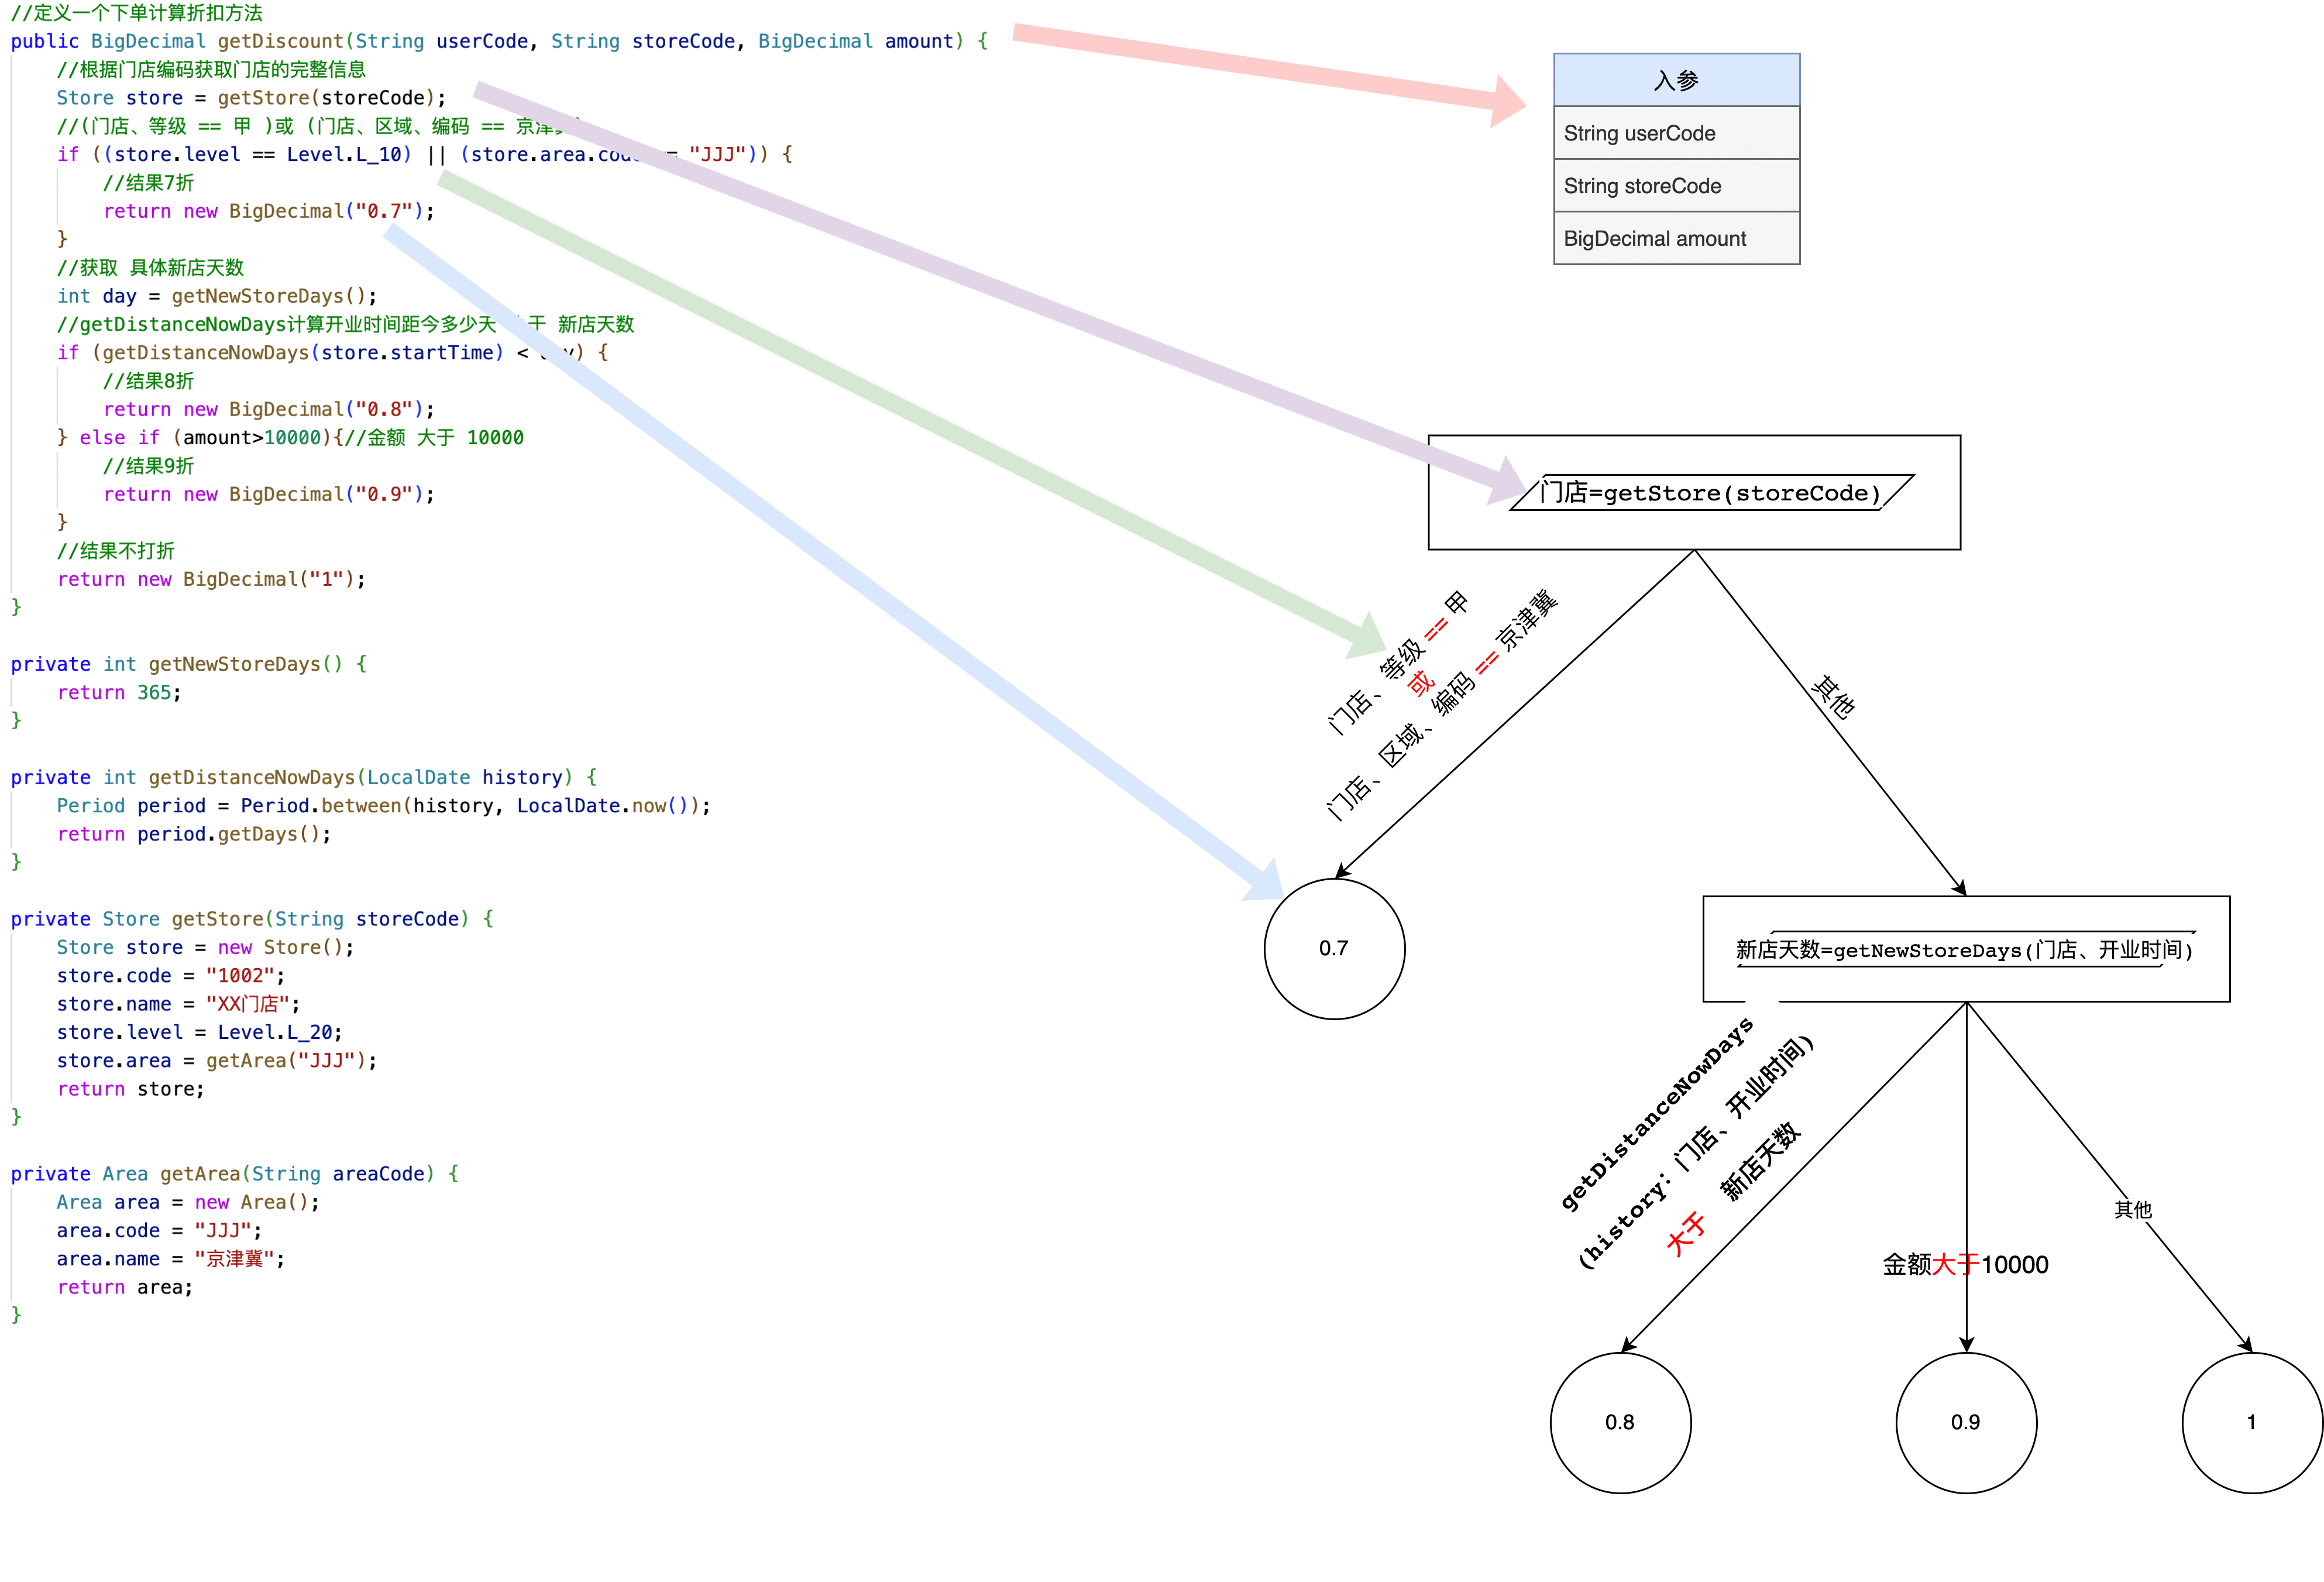 //定义一个下单计算折扣方法
public BigDecimal getDiscount(String userCode, String storeCode, BigDecimal amount) {
//根据门店编码获取门店的完整信息
Store store = getStore(storeCode);
//(门店、等级 == 甲 )或 (门店、区域、编码 == 京津
if ((store.level == Level.L_10) || (store.area.code == "JJJ")) {
//结果7折
return new BigDecimal("0.7");
}
//获取 具体新店天数
int day = getNewStoreDays();
//getDistanceNowDays计算开业时间距今多少天 于 新店天数
if (getDistanceNowDays(store.startTime) < day) {
//结果8折
return new BigDecimal("0.8");
} else if (amount>10000){//金额 大于 10000
//结果9折
return new BigDecimal("0.9");
}
//结果不打折
return new BigDecimal("1");
}
private int getNewStoreDays() {
return 365;
}
private int getDistanceNowDays(LocalDate history) {
Period period = Period.between(history, LocalDate.now());
return period.getDays();
}
private Store getStore(String storeCode) {
Store store = new Store();
store.code = "1002";
store.name = "XX门店";
store.level = Level.L_20;
store.area = getArea("JJJ");
return store;
}
private Area getArea(String areaCode) {
Area area = new Area();
area.code = "JJJ";
area.name = "京津冀";
return area;
}
入参
String userCode
String storeCode
BigDecimal amount
门店=getStore(storeCode)
门店、等级 == 甲
或
门店、区域、编码 == 京津冀
其他
0.7
新店天数=getNewStoreDays(门店、开业时间)
getDistanceNowDays
(history: 门店、开业时间)
大于 新店天数
金额大于10000
其他
0.8
0.9
1